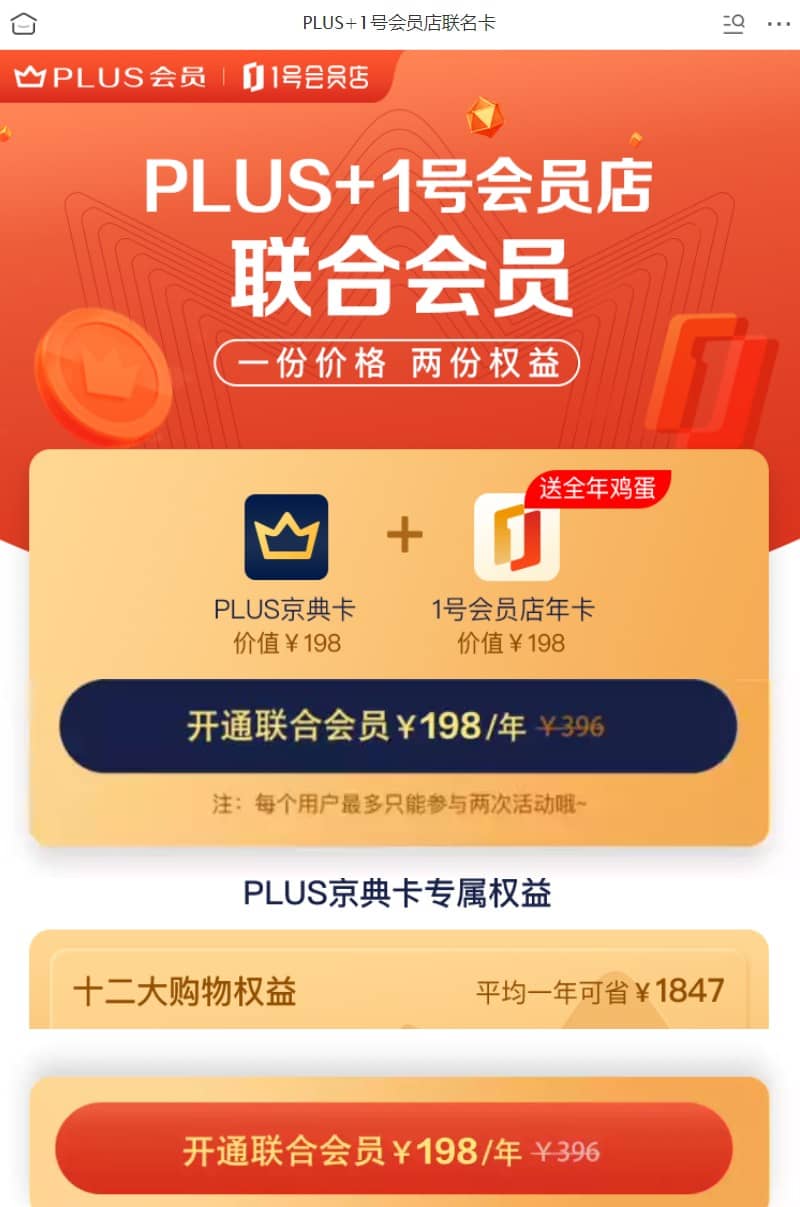 PLUS+1号会员店联名卡
PLUS会员 | 1号会员店
PLUS+1号会员店
联合会员
一份价格 两份权益
送全年鸡蛋
+
PLUS京典卡 1号会员店年卡
价值¥198 价值¥198
开通联合会员¥198/年 ¥396
注：每个用户最多只能参与两次活动哦~
PLUS京典卡专属权益
十二大购物权益 平均一年可省¥1847
开通联合会员¥198/年 ¥396